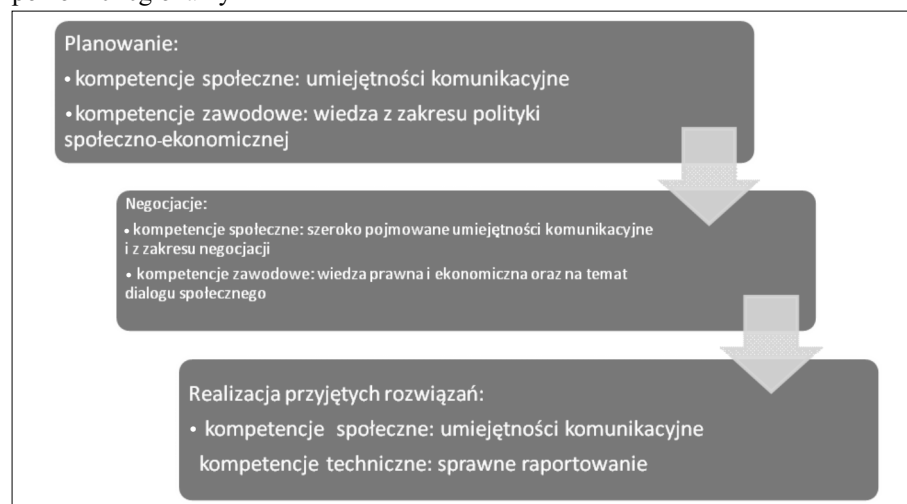 Planowanie:
• kompetencje społeczne: umiejętności komunikacyjne
• kompetencje zawodowe: wiedza z zakresu polityki
społeczno-ekonomicznej
Negocjacje:
• kompetencje społeczne: szeroko pojmowane umiejętności komunikacyjne
i z zakresu negocjacji
• kompetencje zawodowe: wiedza prawna i ekonomiczna oraz na temat
dialogu społecznego
Realizacja przyjętych rozwiązań:
• kompetencje społeczne: umiejętności komunikacyjne
kompetencje techniczne: sprawne raportowanie